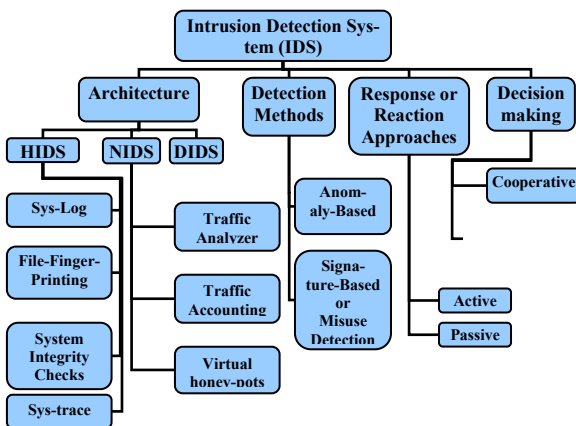 Intrusion Detection Sys-
tem (IDS)
Architecture
Detection
Methods
Response or
Reaction
Approaches
Decision
making
HIDS
NIDS
DIDS
Cooperative
Sys-Log
Anom-
aly-Based
Traffic
Analyzer
File-Finger-
Printing
Signa-
ture-Based
or
Misuse
Detection
Traffic
Accounting
Active
Passive
System
Integrity
Checks
Virtual
honey-pots
Sys-trace